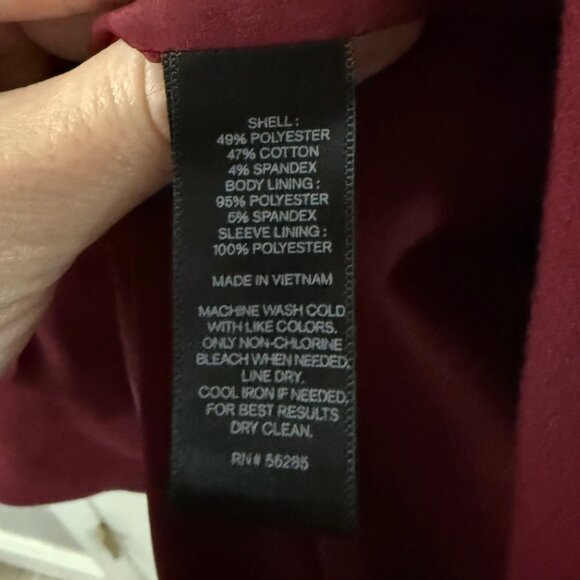 SHELL :
49% POLYESTER
47% COTTON
4% SPANDEX
BODY LINING :
95% POLYESTER
5% SPANDEX
SLEEVE LINING :
100% POLYESTER
MADE IN VIETNAM
MACHINE WASH COLD
WITH LIKE COLORS.
ONLY NON-CHLORINE
BLEACH WHEN NEEDED.
LINE DRY.
COOL IRON IF NEEDED.
FOR BEST RESULTS
DRY CLEAN.
RN# 55285